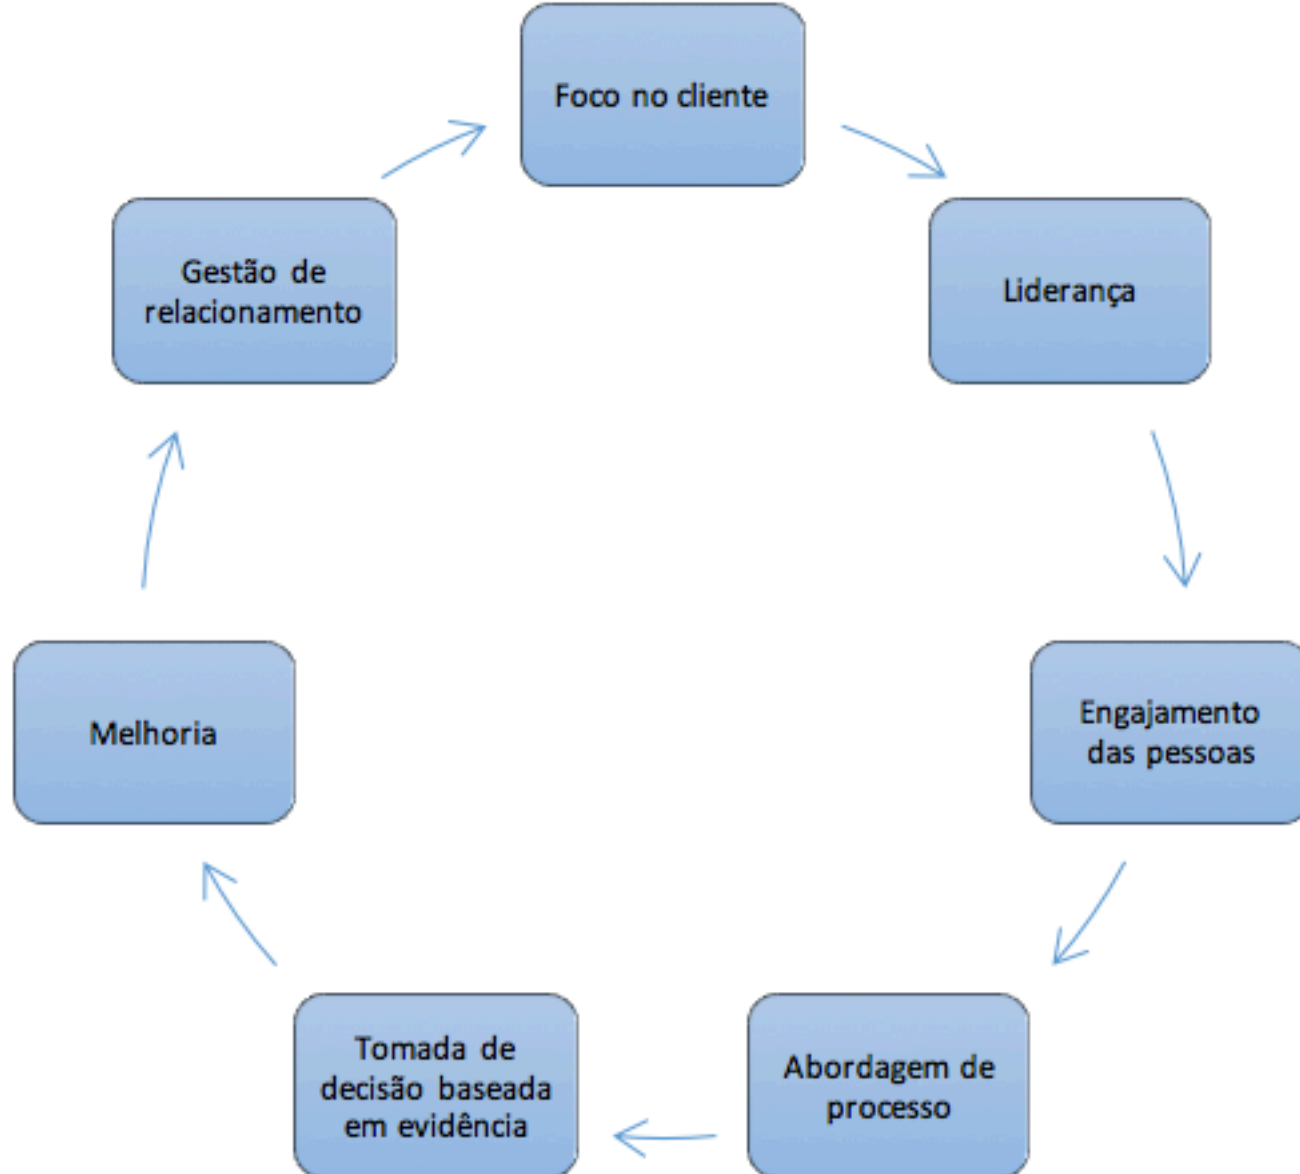 Foco no cliente
Liderança
Engajamento
das pessoas
Abordagem de
processo
Tomada de
decisão baseada
em evidência
Melhoria
Gestão de
relacionamento